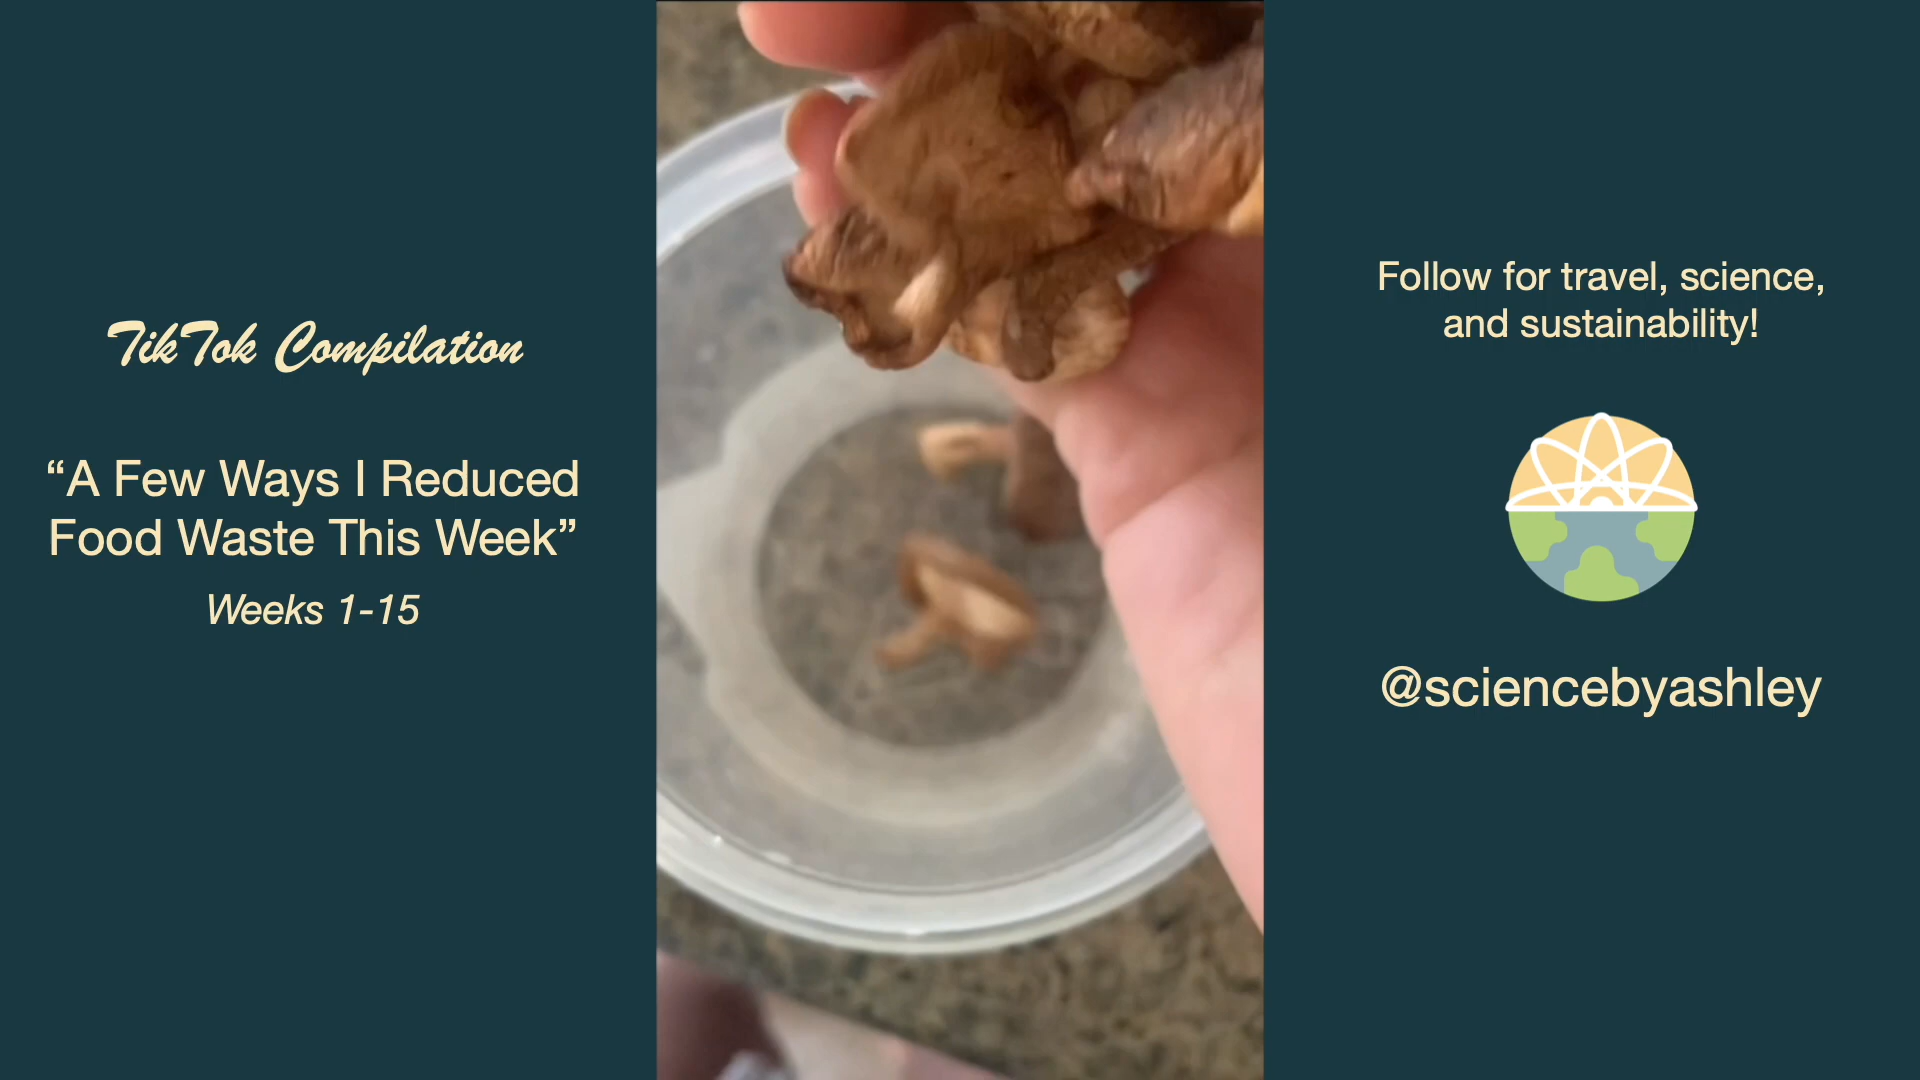 TikTok Compilation
“A Few Ways I Reduced
Food Waste This Week”
Weeks 1-15
Follow for travel, science,
and sustainability!
@sciencebyashley